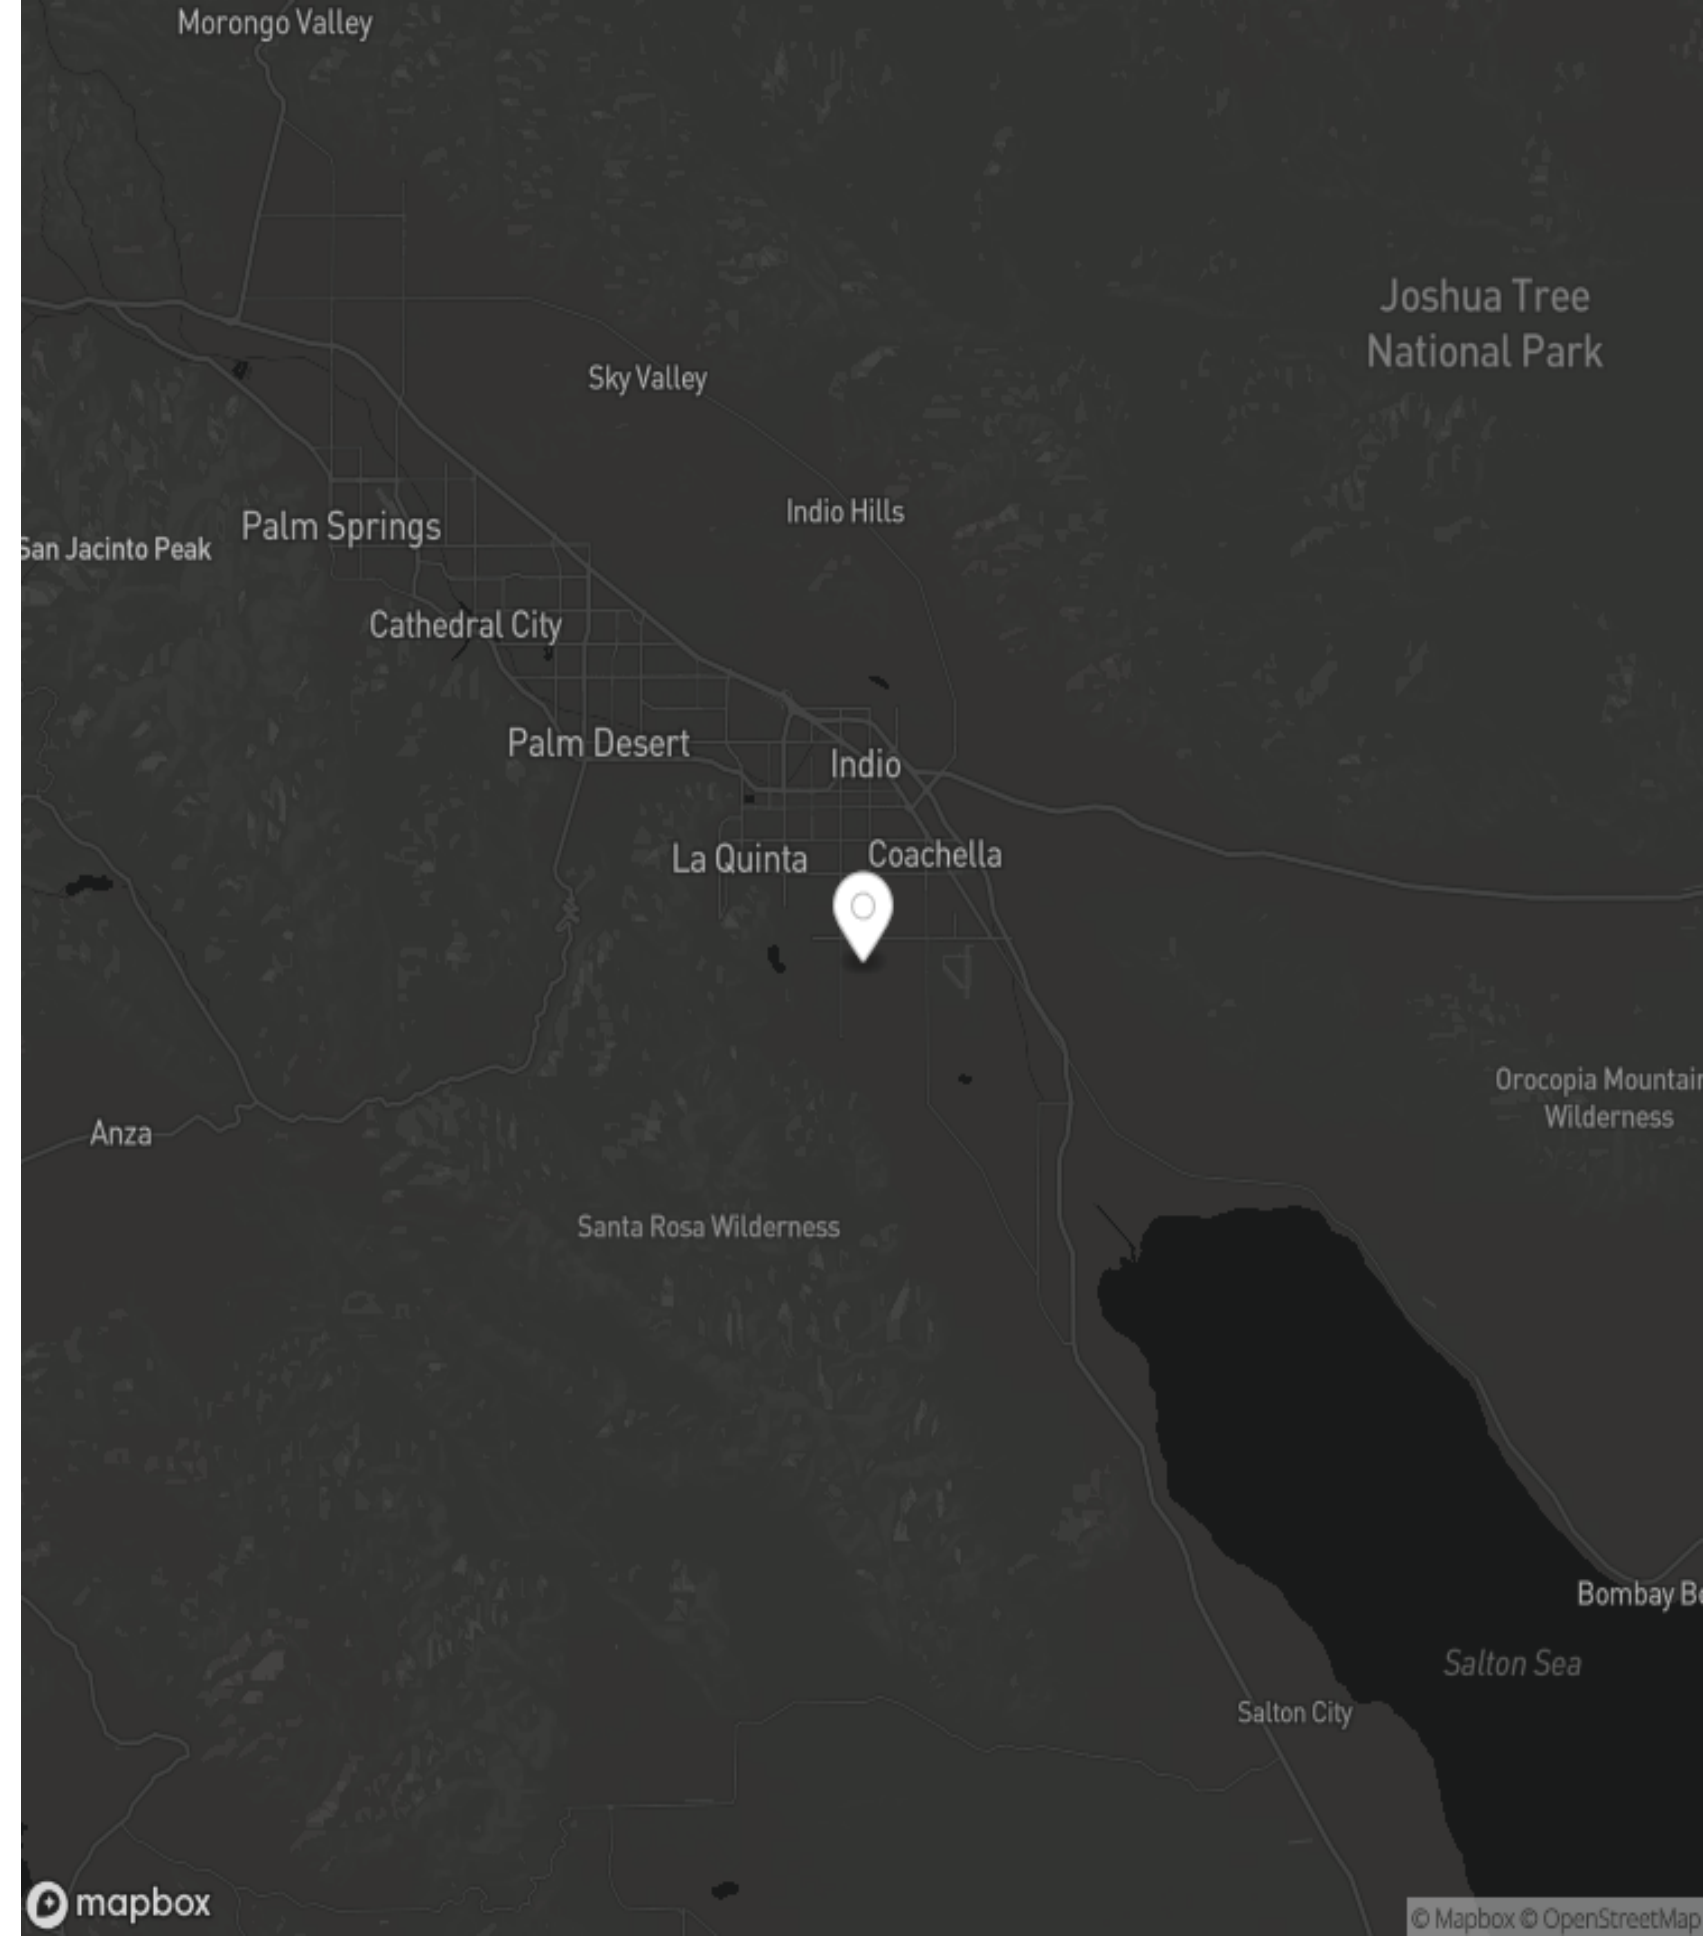 Morongo Valley
Joshua Tree
National Park
Sky Valley
Indio Hills
Palm Springs
San Jacinto Peak
Cathedral City
Palm Desert
Indio
La Quinta
Coachella
Orocopia Mountain
Wilderness
Anza
Santa Rosa Wilderness
Bombay Be
Salton Sea
Salton City
mapbox
© Mapbox © OpenStreetMap